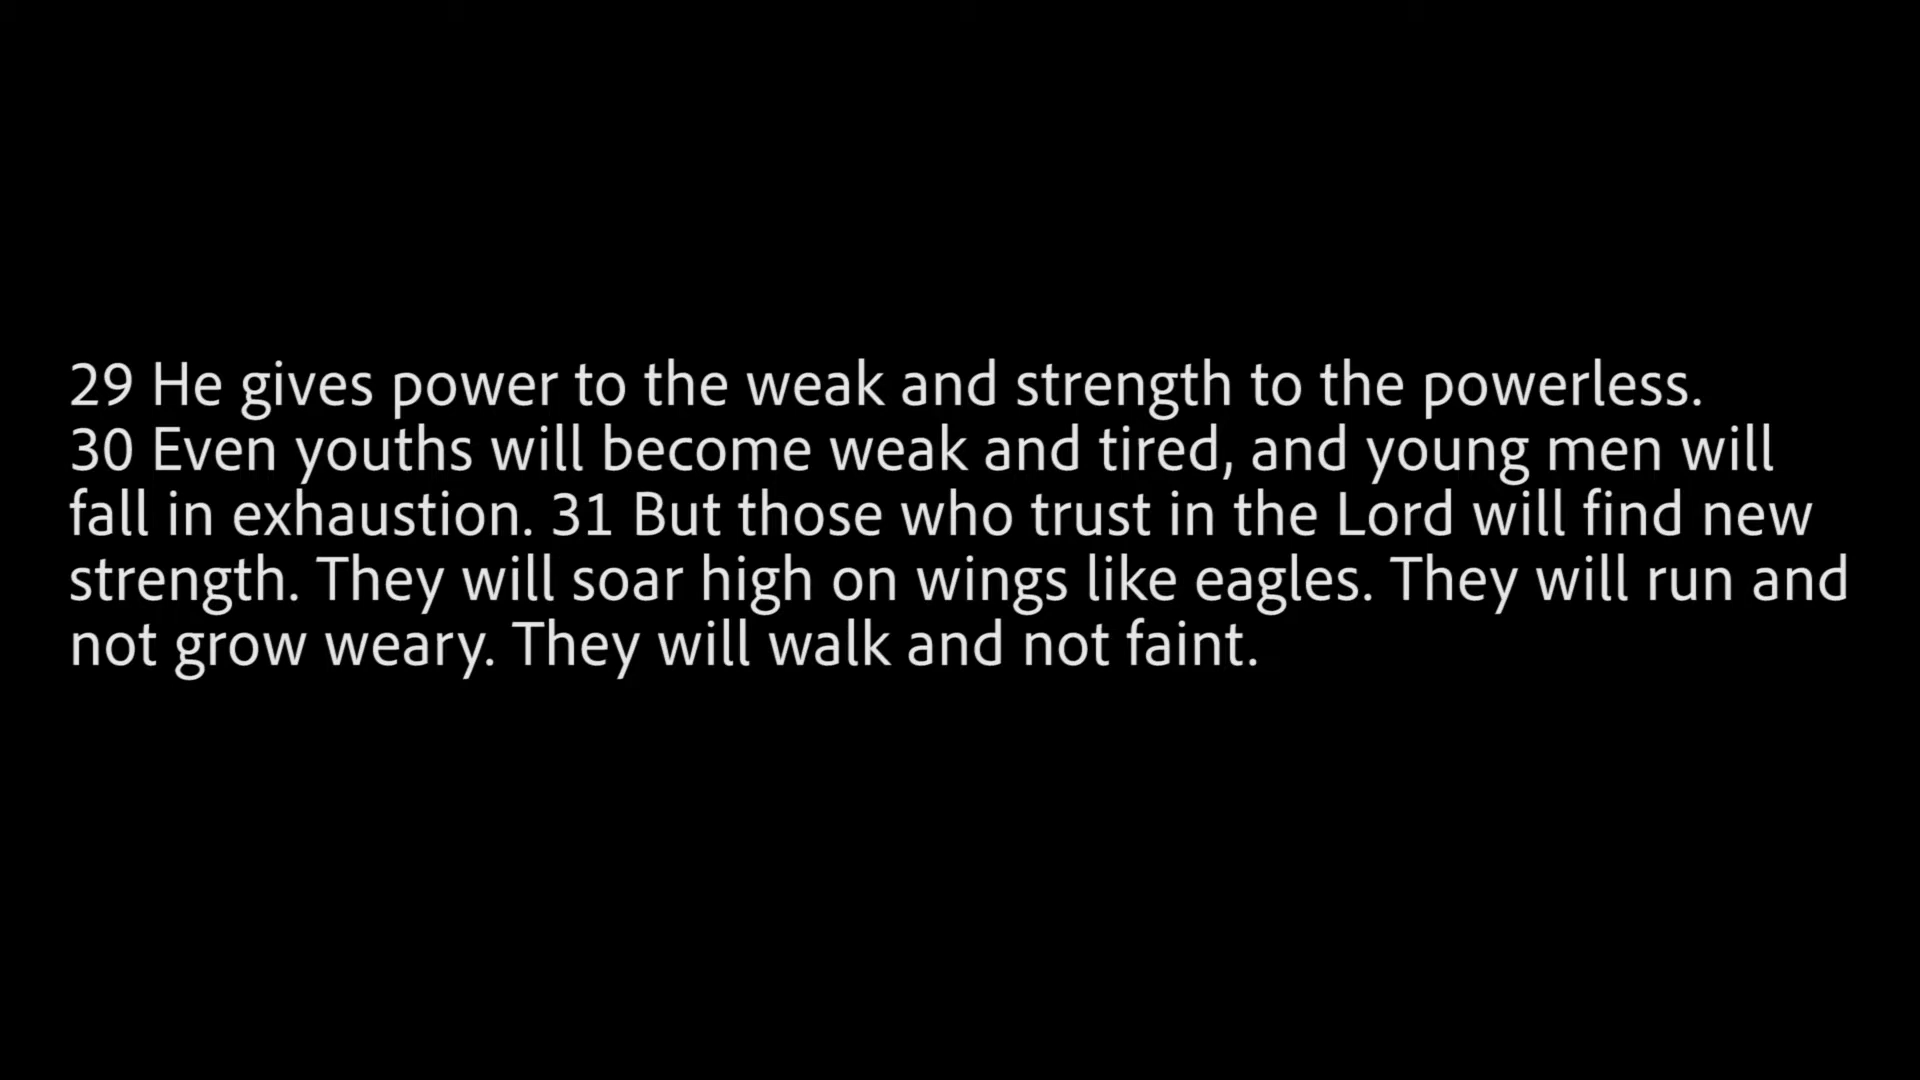 29 He gives power to the weak and strength to the powerless.
30 Even youths will become weak and tired, and young men will
fall in exhaustion. 31 But those who trust in the Lord will find new
strength. They will soar high on wings like eagles. They will run and
not grow weary. They will walk and not faint.